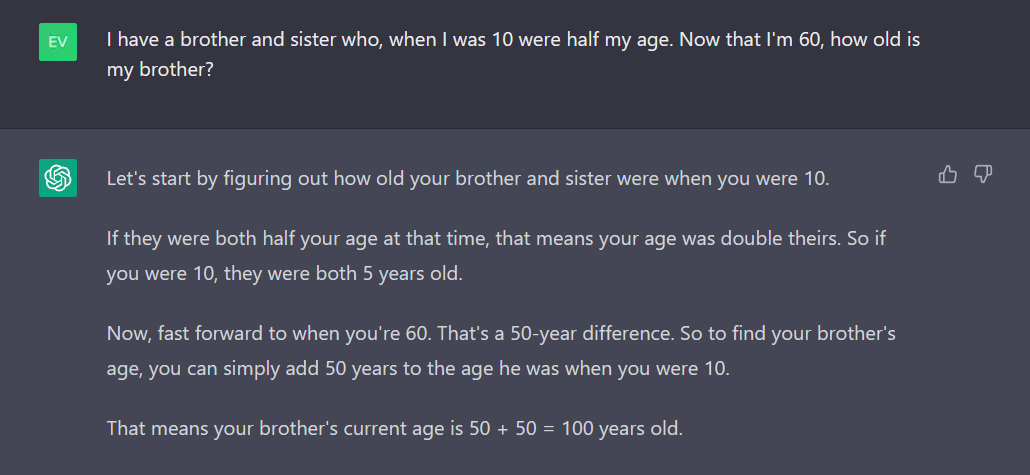 EV
I have a brother and sister who, when I was 10 were half my age. Now that I'm 60, how old is
my brother?
Let's start by figuring out how old your brother and sister were when you were 10.
If they were both half your age at that time, that means your age was double theirs. So if
you were 10, they were both 5 years old.
Now, fast forward to when you're 60. That's a 50-year difference. So to find your brother's
age, you can simply add 50 years to the age he was when you were 10.
That means your brother's current age is 50 + 50 = 100 years old.